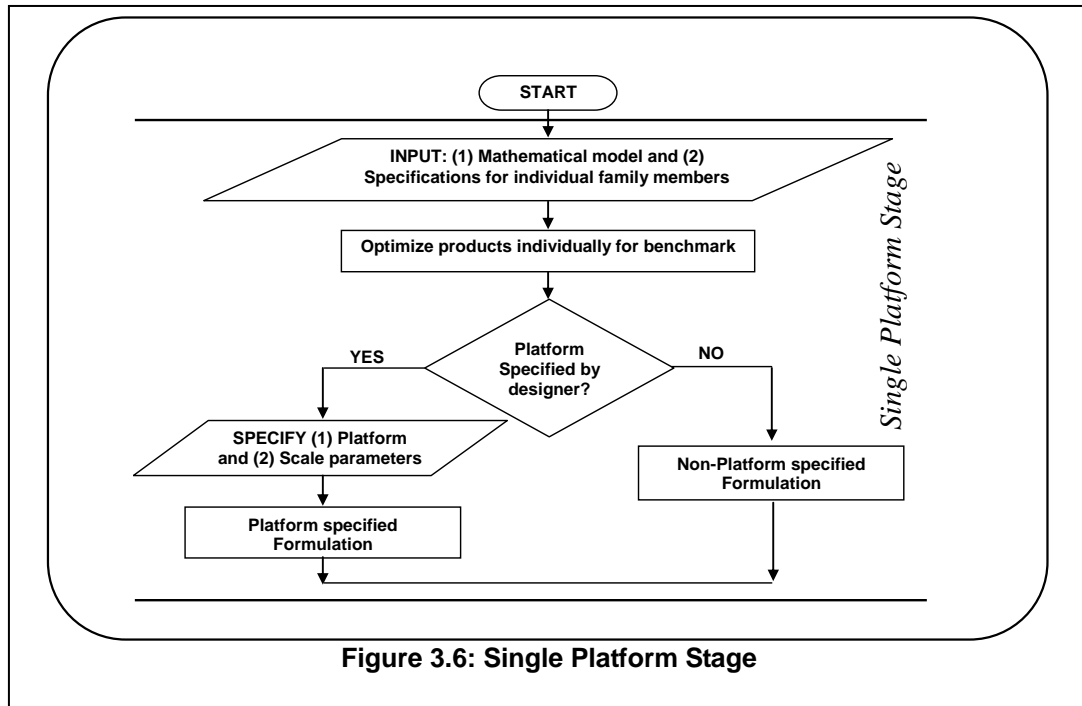 START
INPUT: (1) Mathematical model and (2)
Specifications for individual family members
Optimize products individually for benchmark
Platform
Specified by
designer?
YES
NO
SPECIFY (1) Platform
and (2) Scale parameters
Platform specified
Formulation
Non-Platform specified
Formulation
Single Platform Stage
Figure 3.6: Single Platform Stage